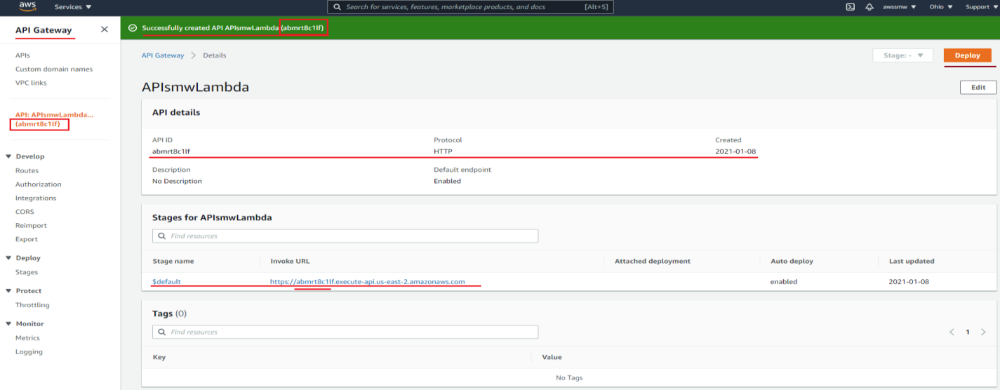 aws Services ▼ Search for services, features, marketplace products, and docs [Alt+S] awssmw ▼ Ohio ▼ Support ▼
API Gateway
Successfully created API APIsmwLambda (abmrt8c1lf)
APIs
Custom domain names
VPC links
API: APIsmwLambda...
(abmrt8c1lf)
▼ Develop
Routes
Authorization
Integrations
CORS
Reimport
Export
▼ Deploy
Stages
▼ Protect
Throttling
▼ Monitor
Metrics
Logging
API Gateway > Details
Stage: - ▼ Deploy
APIsmwLambda
Edit
API details
API ID Protocol Created
abmrt8c1lf HTTP 2021-01-08
Description Default endpoint
No Description Enabled
Stages for APIsmwLambda
Find resources
Stage name Invoke URL Attached deployment Auto deploy Last updated
$default https://abmrt8c1lf.execute-api.us-east-2.amazonaws.com enabled 2021-01-08
Tags (0)
Find resources
< 1 >
Key Value
No Tags